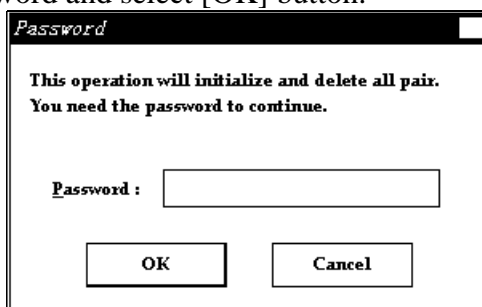 word and select [OK] button.
Password
This operation will initialize and delete all pair.
You need the password to continue.
Password :
OK
Cancel